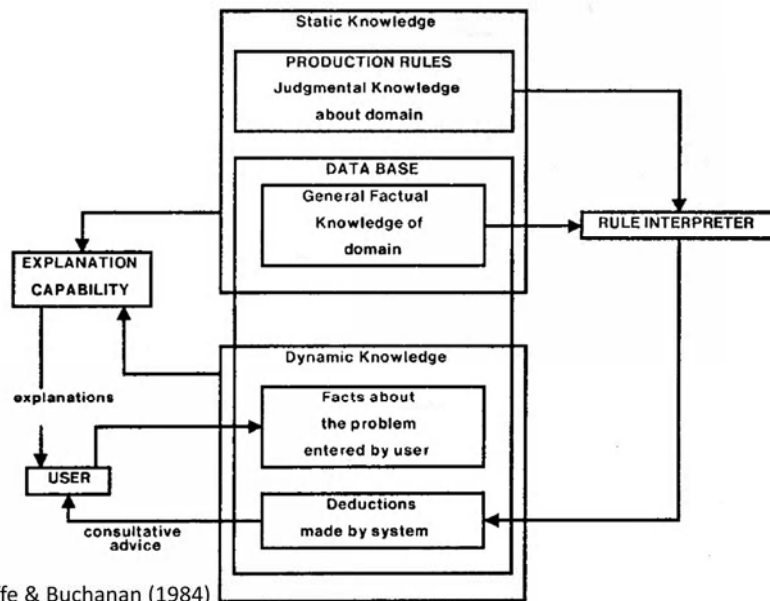 Static Knowledge
PRODUCTION RULES
Judgmental Knowledge
about domain
DATA BASE
General Factual
Knowledge of
domain
RULE INTERPRETER
EXPLANATION
CAPABILITY
Dynamic Knowledge
explanations
Facts about
the problem
entered by user
USER
Deductions
made by system
consultative
advice
ffe & Buchanan (1984)